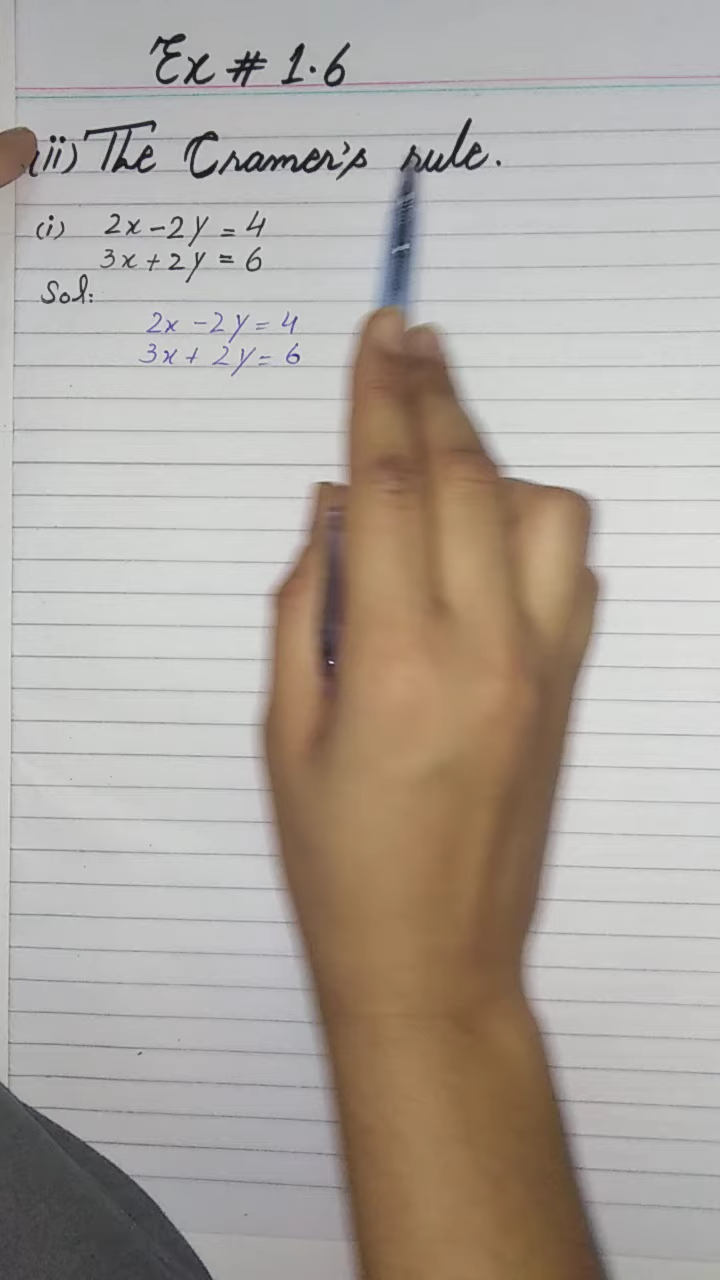 Ex # 1.6
(ii) The Cramer's rule.
(i) 2x - 2y = 4
3x + 2y = 6
Sol:
2x - 2y = 4
3x + 2y = 6